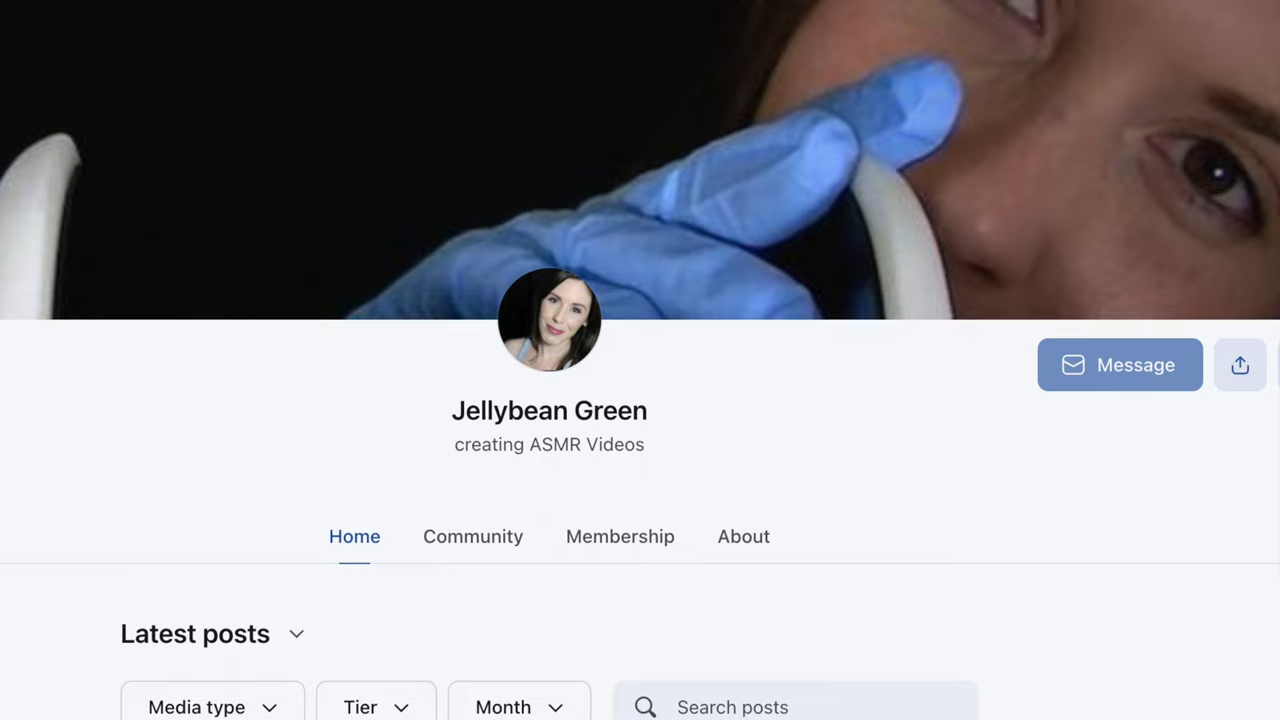 Message
Jellybean Green
creating ASMR Videos
Home Community Membership About
Latest posts
Media type Tier Month Search posts